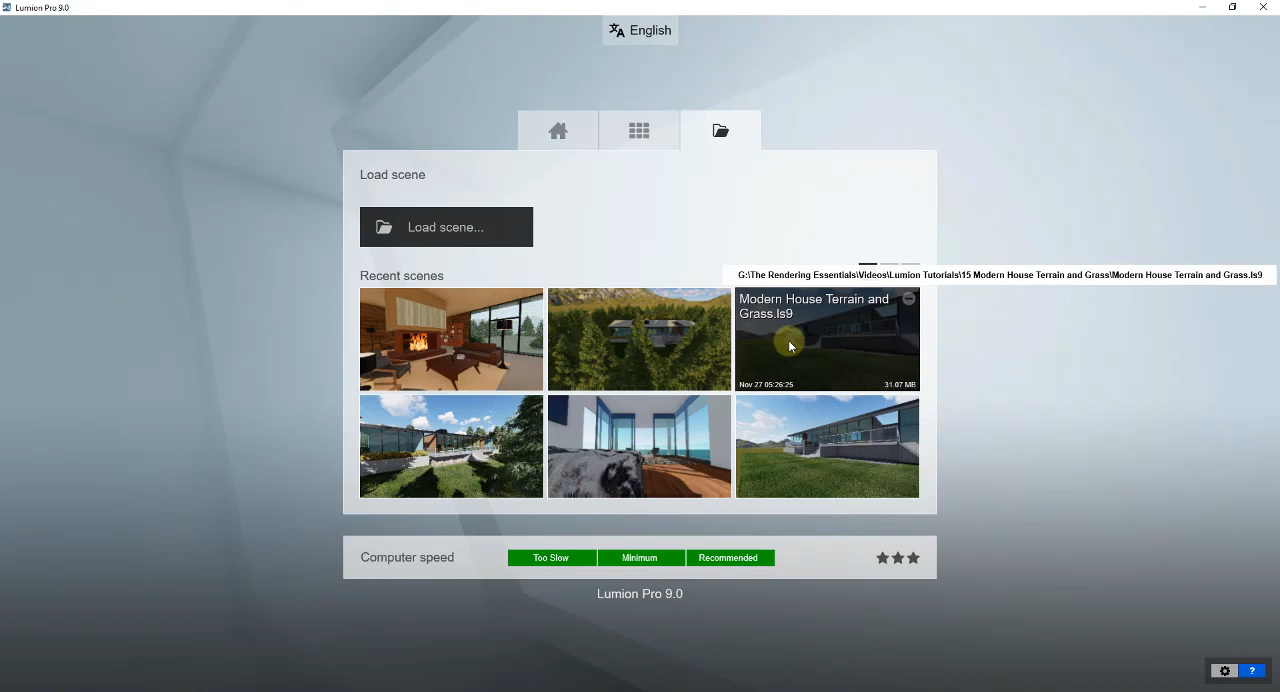 Lumion Pro 9.0
English
Load scene
Load scene...
Recent scenes
G:\The Rendering Essentials\Videos\Lumion Tutorials\15 Modern House Terrain and Grass\Modern House Terrain and Grass.ls9
Modern House Terrain and
Grass.ls9
Nov 27 05:26:25 31.07 MB
Computer speed Too Slow Minimum Recommended
Lumion Pro 9.0
?